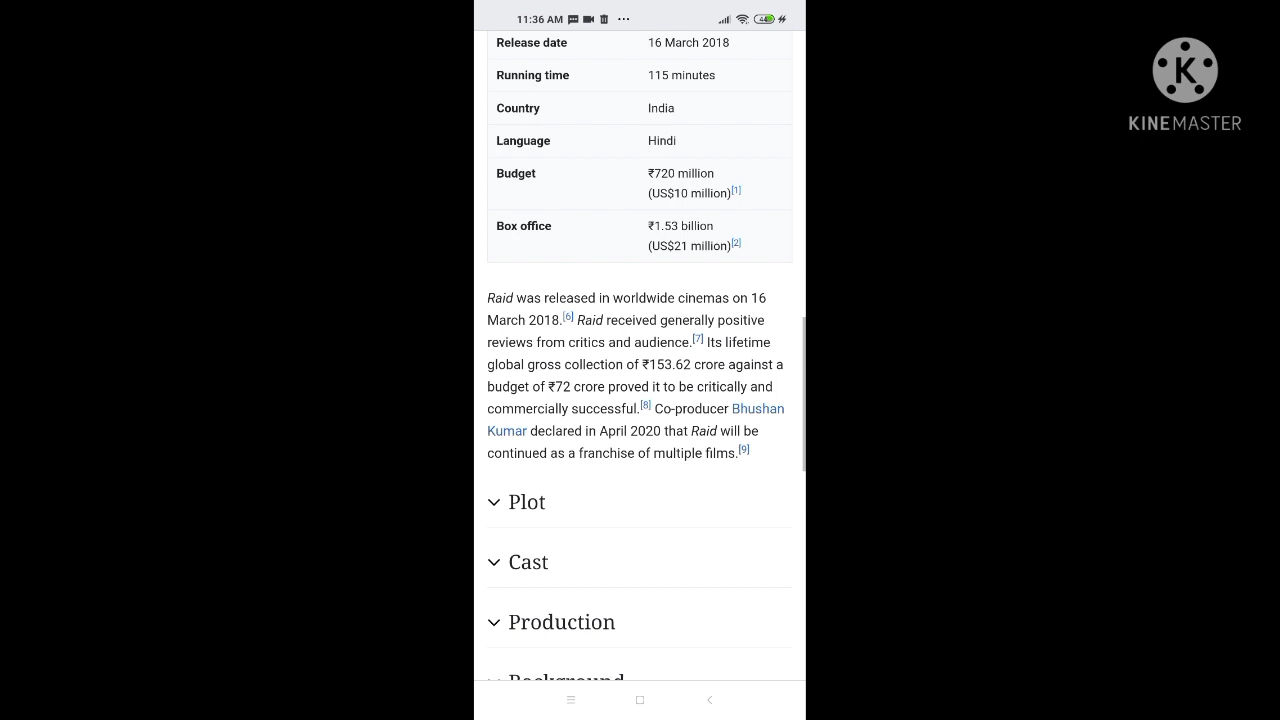 11:36 AM
44
KINEMASTER
K
Release date 16 March 2018
Running time 115 minutes
Country India
Language Hindi
Budget ₹720 million
(US$10 million)[1]
Box office ₹1.53 billion
(US$21 million)[2]
Raid was released in worldwide cinemas on 16
March 2018.[6] Raid received generally positive
reviews from critics and audience.[7] Its lifetime
global gross collection of ₹153.62 crore against a
budget of ₹72 crore proved it to be critically and
commercially successful.[8] Co-producer Bhushan
Kumar declared in April 2020 that Raid will be
continued as a franchise of multiple films.[9]
Plot
Cast
Production
Background